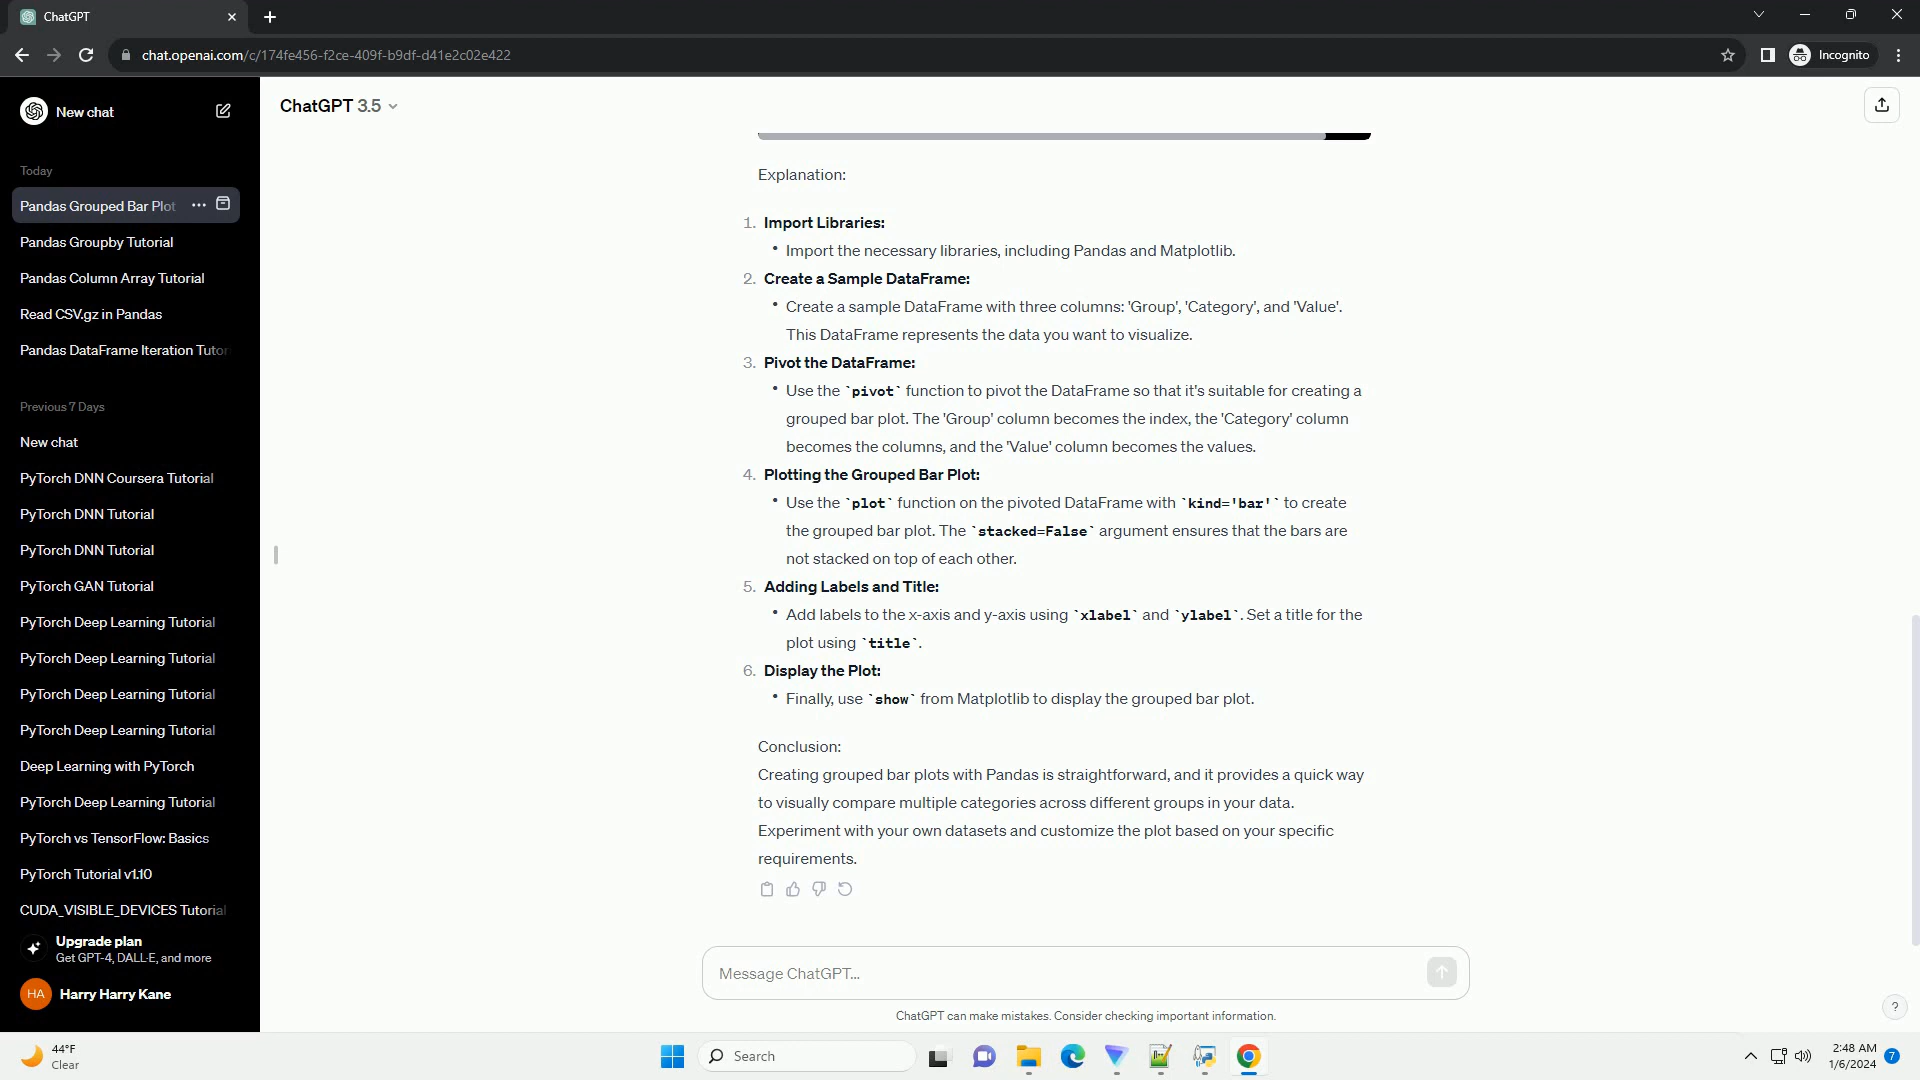 ChatGPT
chat.openai.com/c/174fe456-f2ce-409f-b9df-d41e2c02e422
Incognito
New chat
ChatGPT 3.5
Today
Pandas Grouped Bar Plot
Pandas Groupby Tutorial
Pandas Column Array Tutorial
Read CSV.gz in Pandas
Pandas DataFrame Iteration Tutor
Previous 7 Days
New chat
PyTorch DNN Coursera Tutorial
PyTorch DNN Tutorial
PyTorch DNN Tutorial
PyTorch GAN Tutorial
PyTorch Deep Learning Tutorial
PyTorch Deep Learning Tutorial
PyTorch Deep Learning Tutorial
PyTorch Deep Learning Tutorial
Deep Learning with PyTorch
PyTorch Deep Learning Tutorial
PyTorch vs TensorFlow: Basics
PyTorch Tutorial v1.10
CUDA_VISIBLE_DEVICES Tutorial
Upgrade plan
Get GPT-4, DALL·E, and more
HA Harry Harry Kane
Explanation:
1. Import Libraries:
• Import the necessary libraries, including Pandas and Matplotlib.
2. Create a Sample DataFrame:
• Create a sample DataFrame with three columns: 'Group', 'Category', and 'Value'.
This DataFrame represents the data you want to visualize.
3. Pivot the DataFrame:
• Use the `pivot` function to pivot the DataFrame so that it's suitable for creating a
grouped bar plot. The 'Group' column becomes the index, the 'Category' column
becomes the columns, and the 'Value' column becomes the values.
4. Plotting the Grouped Bar Plot:
• Use the `plot` function on the pivoted DataFrame with `kind='bar'` to create
the grouped bar plot. The `stacked=False` argument ensures that the bars are
not stacked on top of each other.
5. Adding Labels and Title:
• Add labels to the x-axis and y-axis using `xlabel` and `ylabel`. Set a title for the
plot using `title`.
6. Display the Plot:
• Finally, use `show` from Matplotlib to display the grouped bar plot.
Conclusion:
Creating grouped bar plots with Pandas is straightforward, and it provides a quick way
to visually compare multiple categories across different groups in your data.
Experiment with your own datasets and customize the plot based on your specific
requirements.
Message ChatGPT...
ChatGPT can make mistakes. Consider checking important information.
?
44°F
Clear
Search
2:48 AM
1/6/2024
7